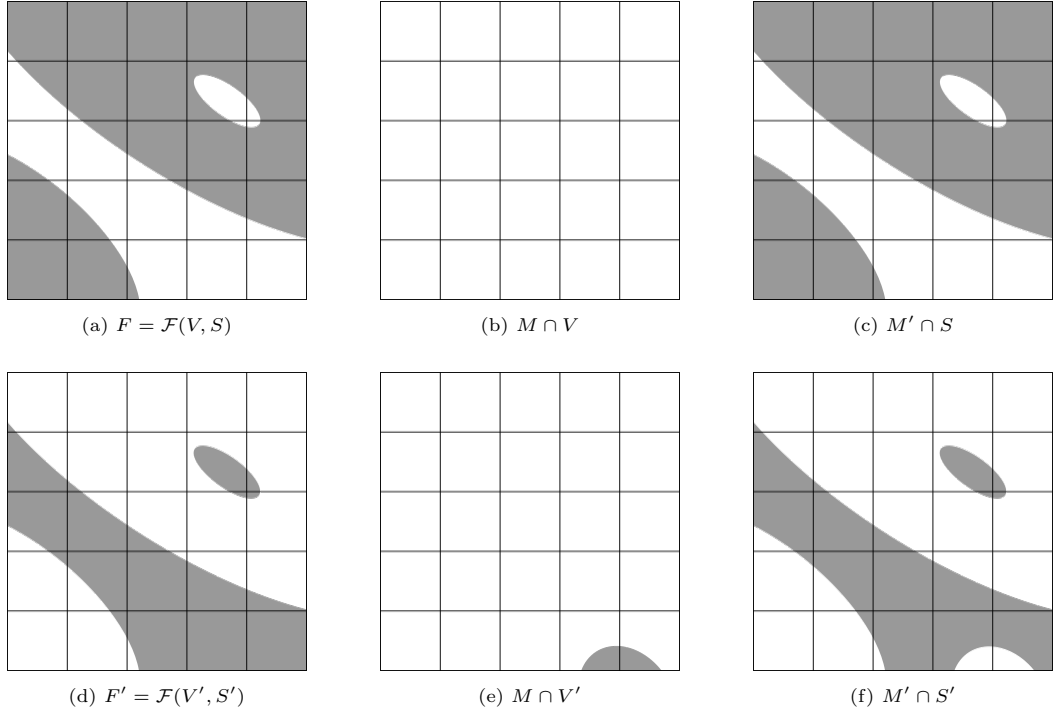 (a) F = 𝓕(V, S)
(b) M ∩ V
(c) M′ ∩ S
(d) F′ = 𝓕(V′, S′)
(e) M ∩ V′
(f) M′ ∩ S′